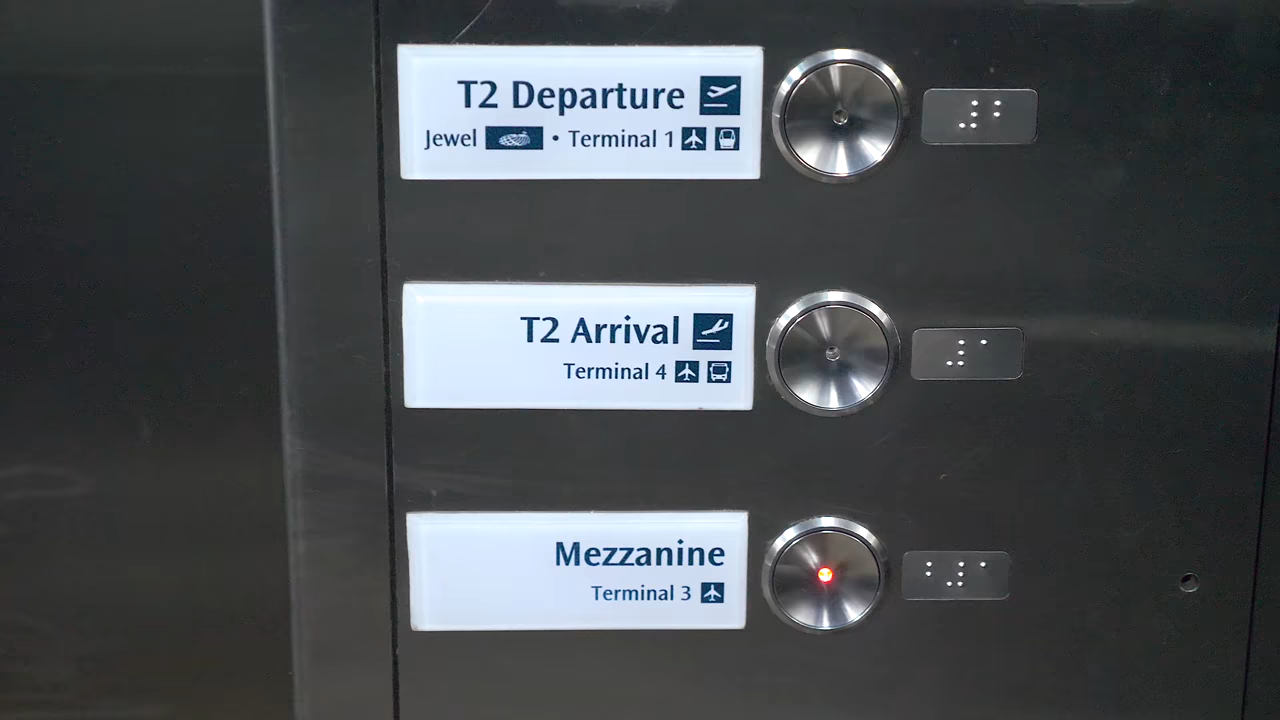 T2 Departure
Jewel • Terminal 1
T2 Arrival
Terminal 4
Mezzanine
Terminal 3